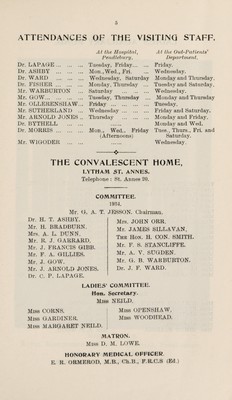 5
ATTENDANCES OF THE VISITING STAFF.
At the Hospital, Pendlebury. At the Out-Patients' Department.
Dr. LAPAGE ... ... ... Tuesday, Friday... ... Friday.
Dr. ASHBY ... ... ... Mon., Wed., Fri. ... Wednesday.
Dr. WARD ... ... ... Wednesday, Saturday Monday and Thursday.
Dr. FISHER ... ... ... Monday, Thursday ... Tuesday and Saturday.
Mr. WARBURTON ... Saturday ... ... Wednesday.
Mr. GOW... ... ... ... Tuesday, Thursday ... Monday and Thursday
Mr. OLLERENSHAW... Friday ... ... ... Tuesday.
Mr. SUTHERLAND ... Wednesday ... ... Friday and Saturday.
Mr. ARNOLD JONES ... Thursday ... ... Monday and Friday.
Dr. RYTHELL ... ... ...... Monday and Wed.
Dr. MORRIS ... ... ... Mon., Wed., Friday (Afternoons). Tues., Thurs., Fri. and Saturday.
Mr. WIGODER ... ... ...... Wednesday.
THE CONVALESCENT HOME,
LYTHAM ST. ANNES.
Telephone: St. Annes 20.
COMMITTEE.
1934.
Mr. G. A. T. JESSON, Chairman.
Dr. H. T. ASHBY.
Mr. H. BRADBURN.
Mrs. A. L. DUNN.
Mr. R. J. GARRARD.
Mr. J. FRANCIS GIBB.
Mr. F. A. GILLIES.
Mr. J. GOW.
Mr. J. ARNOLD JONES.
Dr. C. P. LAPAGE.
Mrs. JOHN ORR.
Mr. JAMES SILLAVAN,
THE HON. H. CON. SMITH.
Mr. F. S. STANCLIFFE.
Mr. A. V. SUGDEN.
Mr. G. B. WARBURTON.
Dr. J. F. WARD.
LADIES' COMMITTEE.
Hon. Secretary.
MISS NEILD.
MISS CORNS.
MISS GARDINER.
MISS MARGARET NEILD.
MISS OPENSHAW.
MISS WOODHEAD.
MATRON.
MISS D. M. LOWE.
HONORARY MEDICAL OFFICER.
E. R. ORMEROD, M.B., Ch.B., F.R.C.S (Ed.)